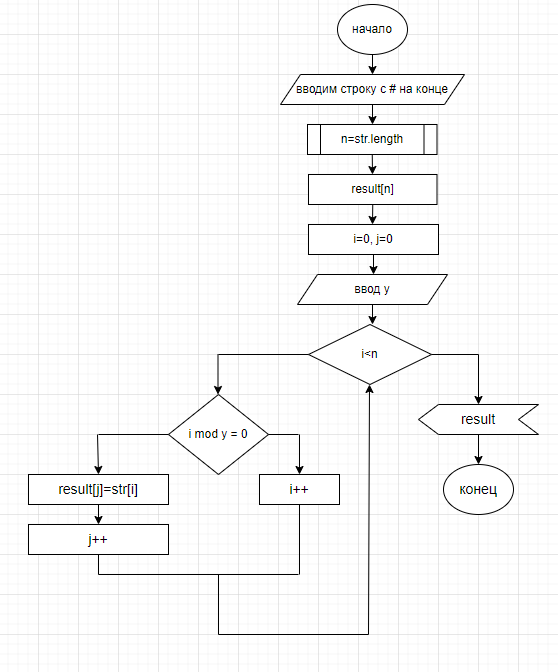 начало
вводим строку с # на конце
n=str.length
result[n]
i=0, j=0
ввод y
i<n
result
i mod y = 0
result[j]=str[i]
i++
конец
j++